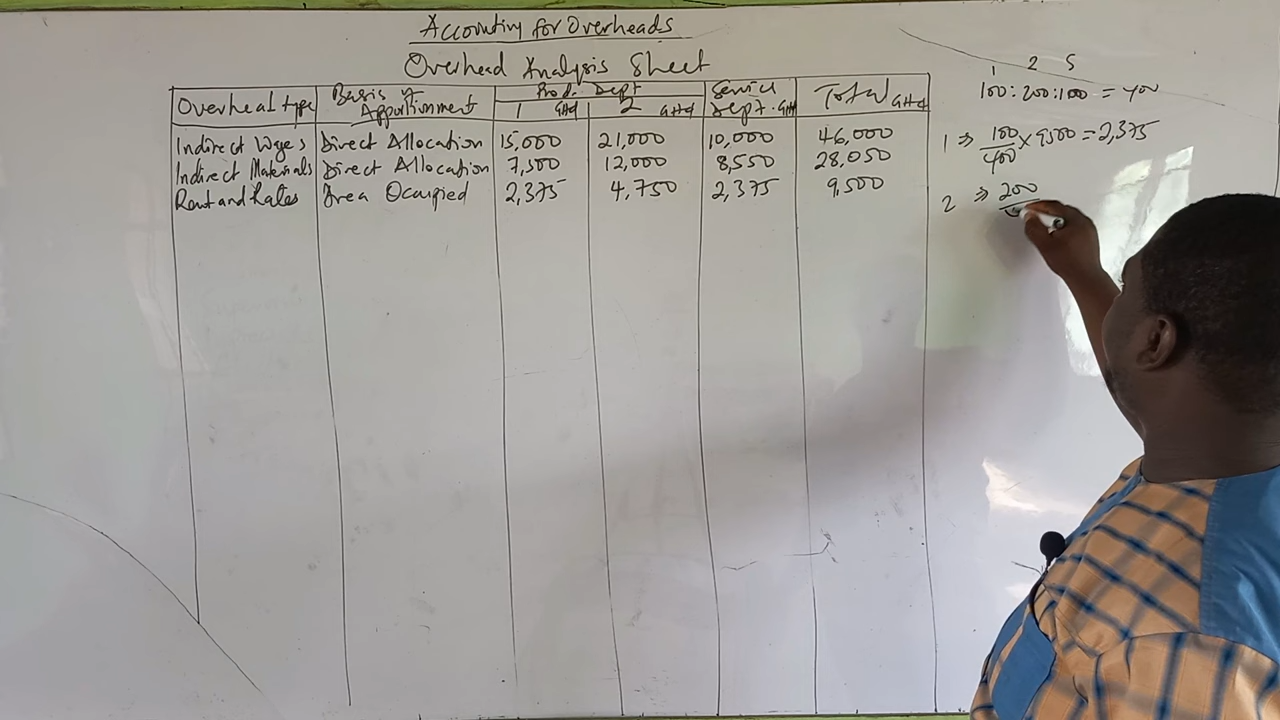 Accounting for Overheads
Overhead Analysis Sheet
Overhead type Basis of Apportionment Prod. Dept Service Dept. GH¢ Total GH¢
1 GH¢ 2 GH¢
Indirect Wages Direct Allocation 15,000 21,000 10,000 46,000
Indirect Materials Direct Allocation 7,500 12,000 8,550 28,050
Rent and Rates Area Ocupied 2,375 4,750 2,375 9,500
1 2 S
100:200:100 = 400
1 ⇒ 100/400 × 9500 = 2,375
2 ⇒ 200